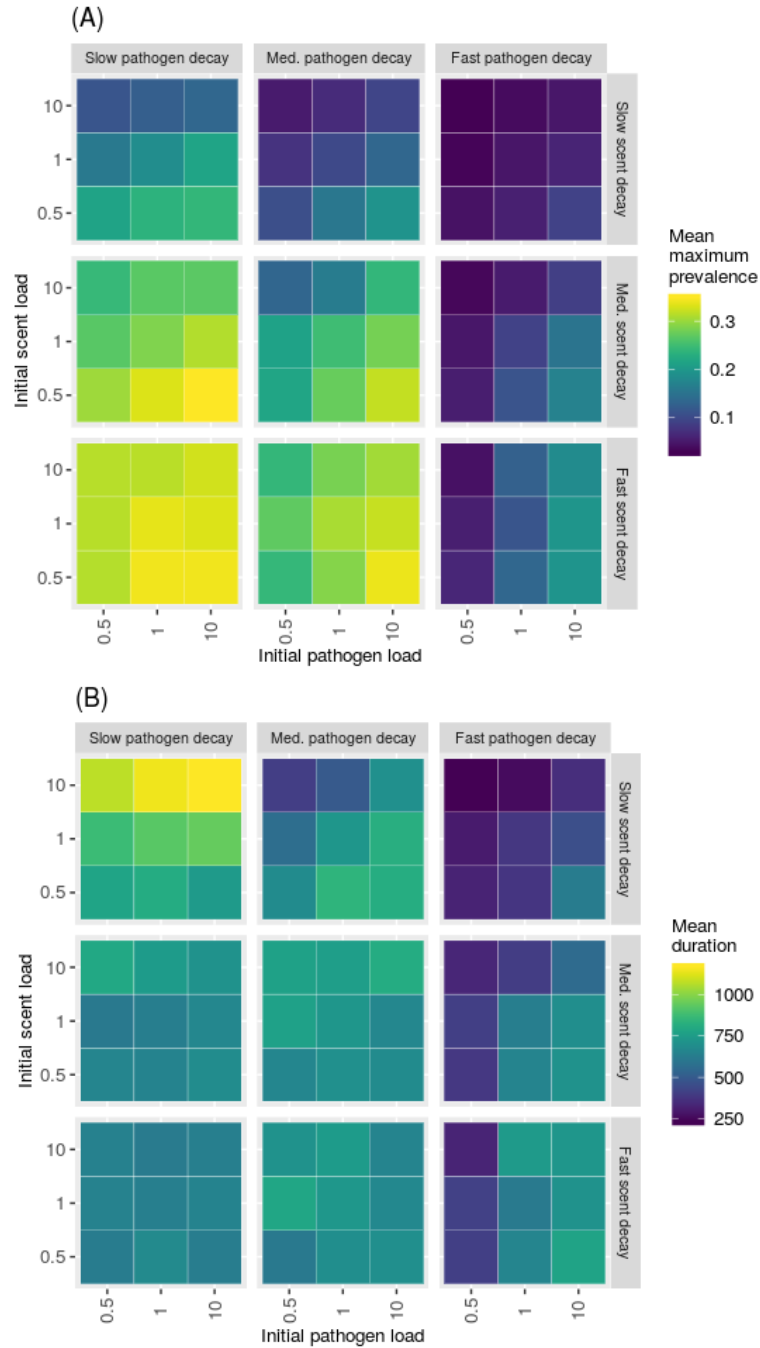 (A)
Slow pathogen decay
Med. pathogen decay
Fast pathogen decay
10
1
0.5
Slow scent decay
10
1
0.5
Med. scent decay
10
1
0.5
Fast scent decay
Initial scent load
0.5
1
10
0.5
1
10
0.5
1
10
Initial pathogen load
Mean
maximum
prevalence
0.3
0.2
0.1
(B)
Slow pathogen decay
Med. pathogen decay
Fast pathogen decay
10
1
0.5
Slow scent decay
10
1
0.5
Med. scent decay
10
1
0.5
Fast scent decay
Initial scent load
0.5
1
10
0.5
1
10
0.5
1
10
Initial pathogen load
Mean
duration
1000
750
500
250